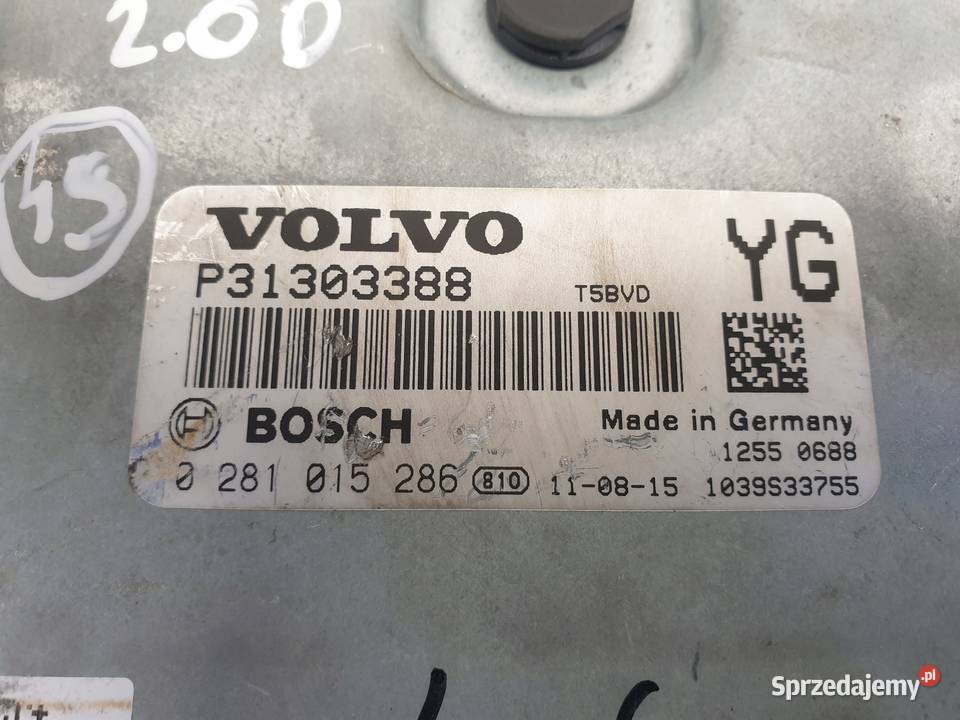 2.0D
15
VOLVO
P31303388
T5BVD
YG
BOSCH
Made in Germany
1255 0688
0 281 015 286 810 11-08-15 1039S33755
Sprzedajemy.pl